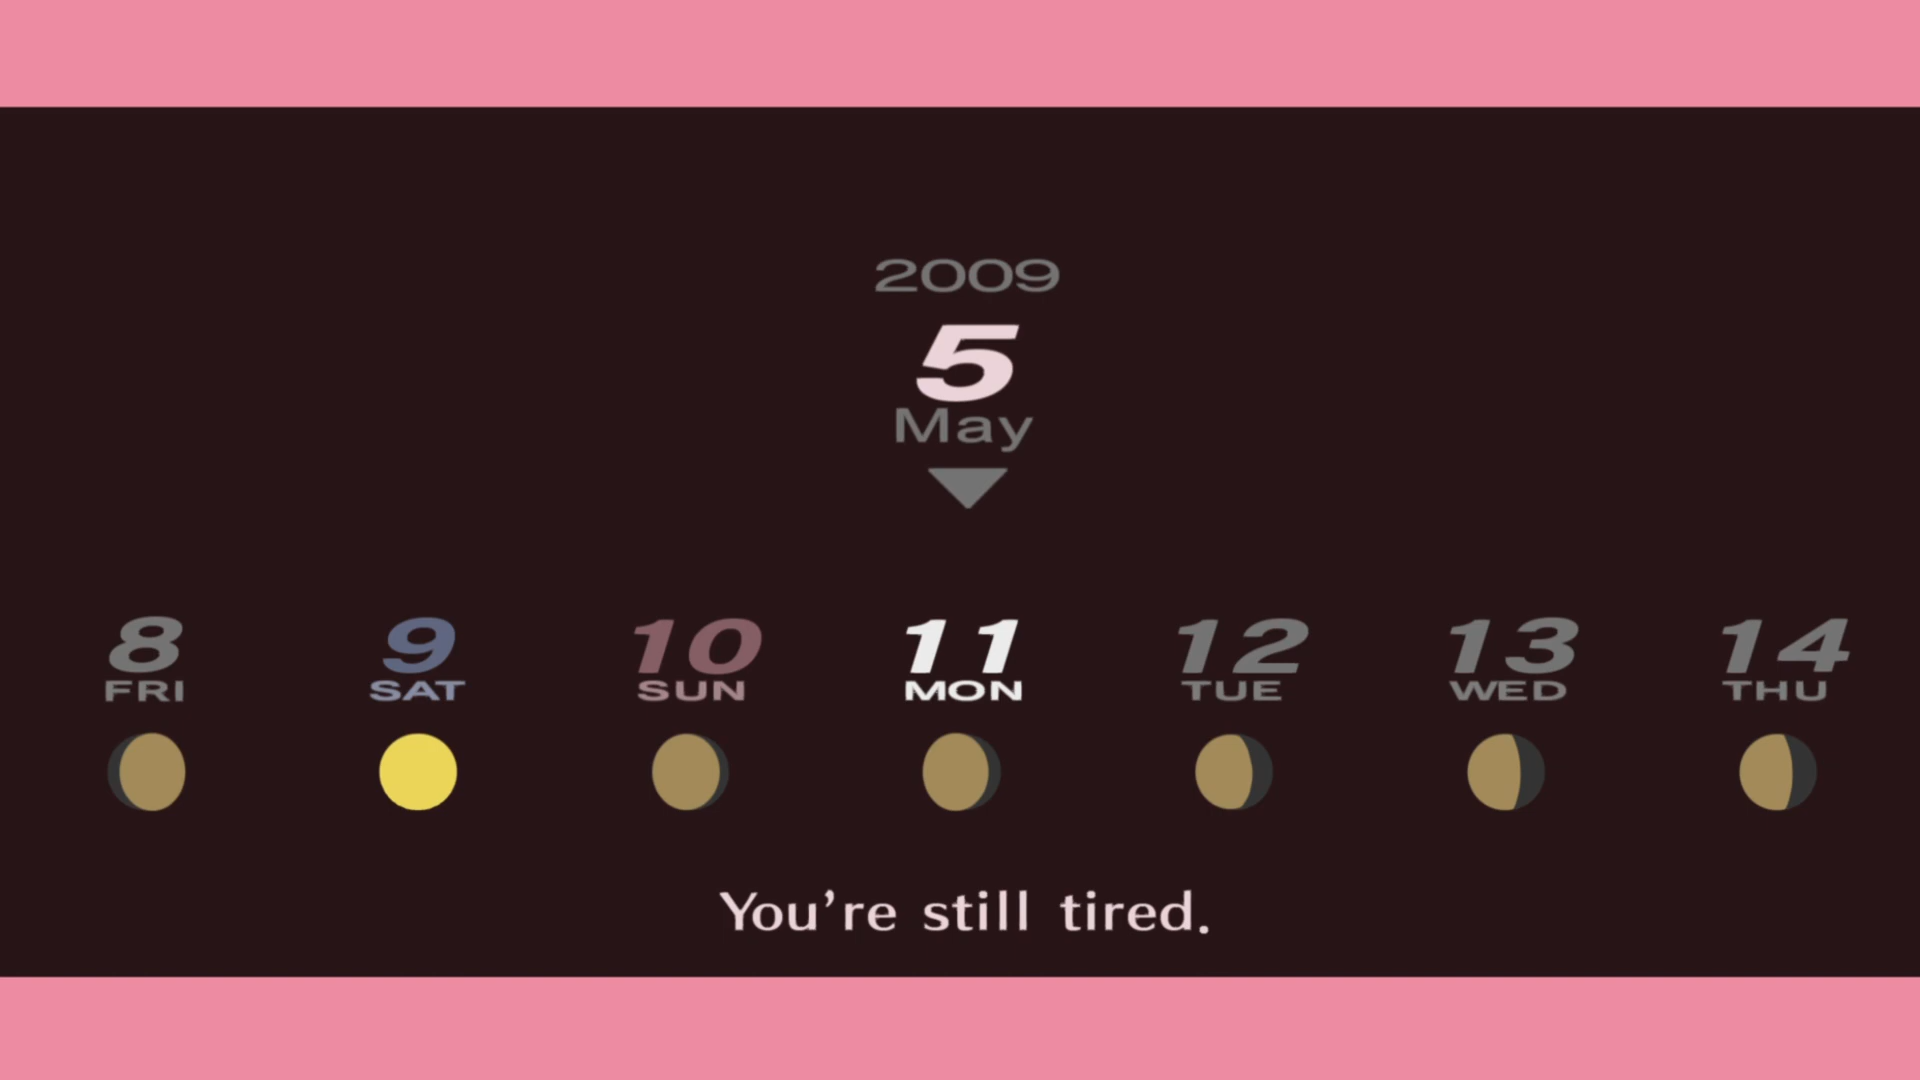 2009
5
May
8 9 10 11 12 13 14
FRI SAT SUN MON TUE WED THU
You're still tired.